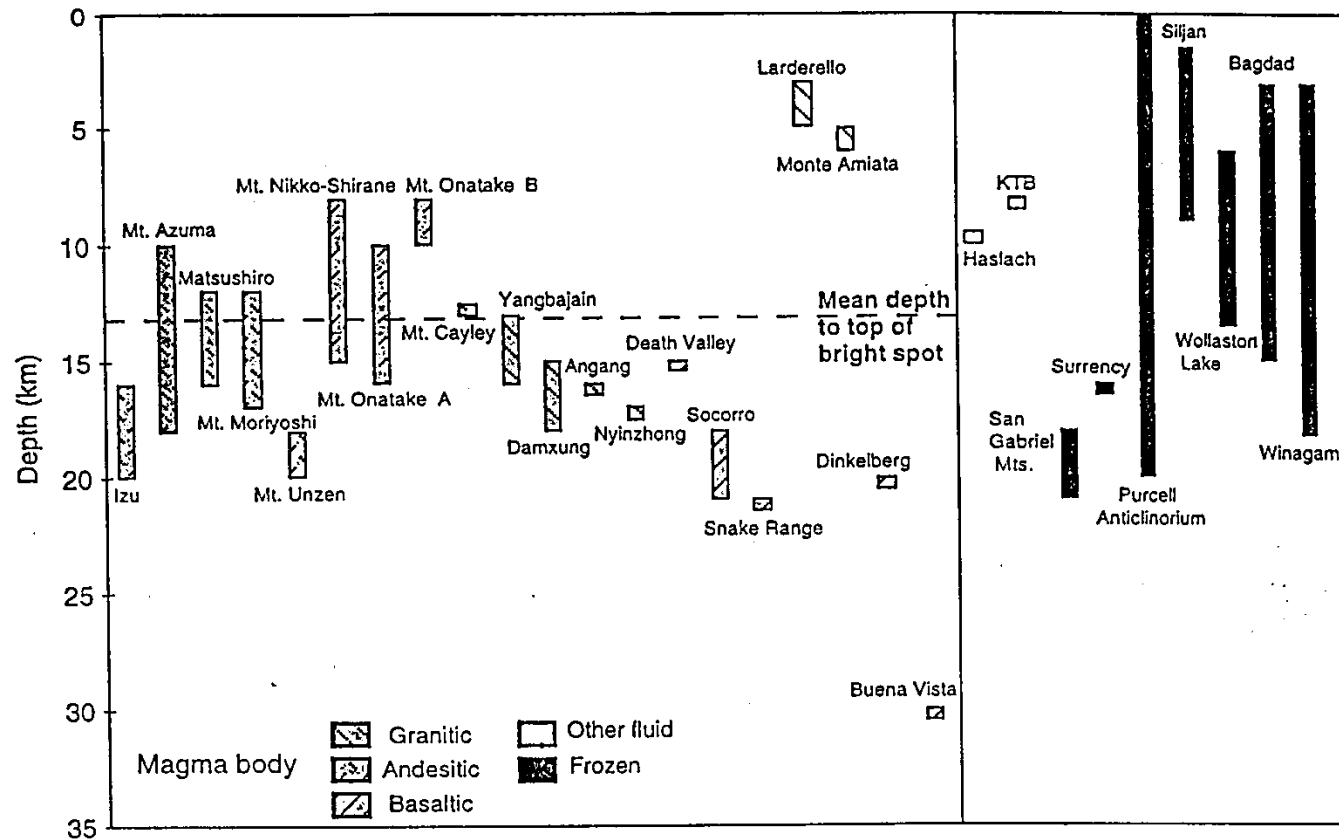 0
5
10
15
20
25
30
35
Depth (km)
Siljan
Larderello
Bagdad
Monte Amiata
Mt. Nikko-Shirane
Mt. Onatake B
KTB
Mt. Azuma
Haslach
Matsushiro
Yangbajain
Mean depth
to top of
bright spot
Mt. Cayley
Death Valley
Wollaston
Lake
Angang
Surrency
Mt. Onatake A
Mt. Moriyoshi
Nyinzhong
Socorro
San
Gabriel
Mts.
Damxung
Winagami
Dinkelberg
Izu
Mt. Unzen
Purcell
Anticlinorium
Snake Range
Buena Vista
Magma body
Granitic
Andesitic
Basaltic
Other fluid
Frozen